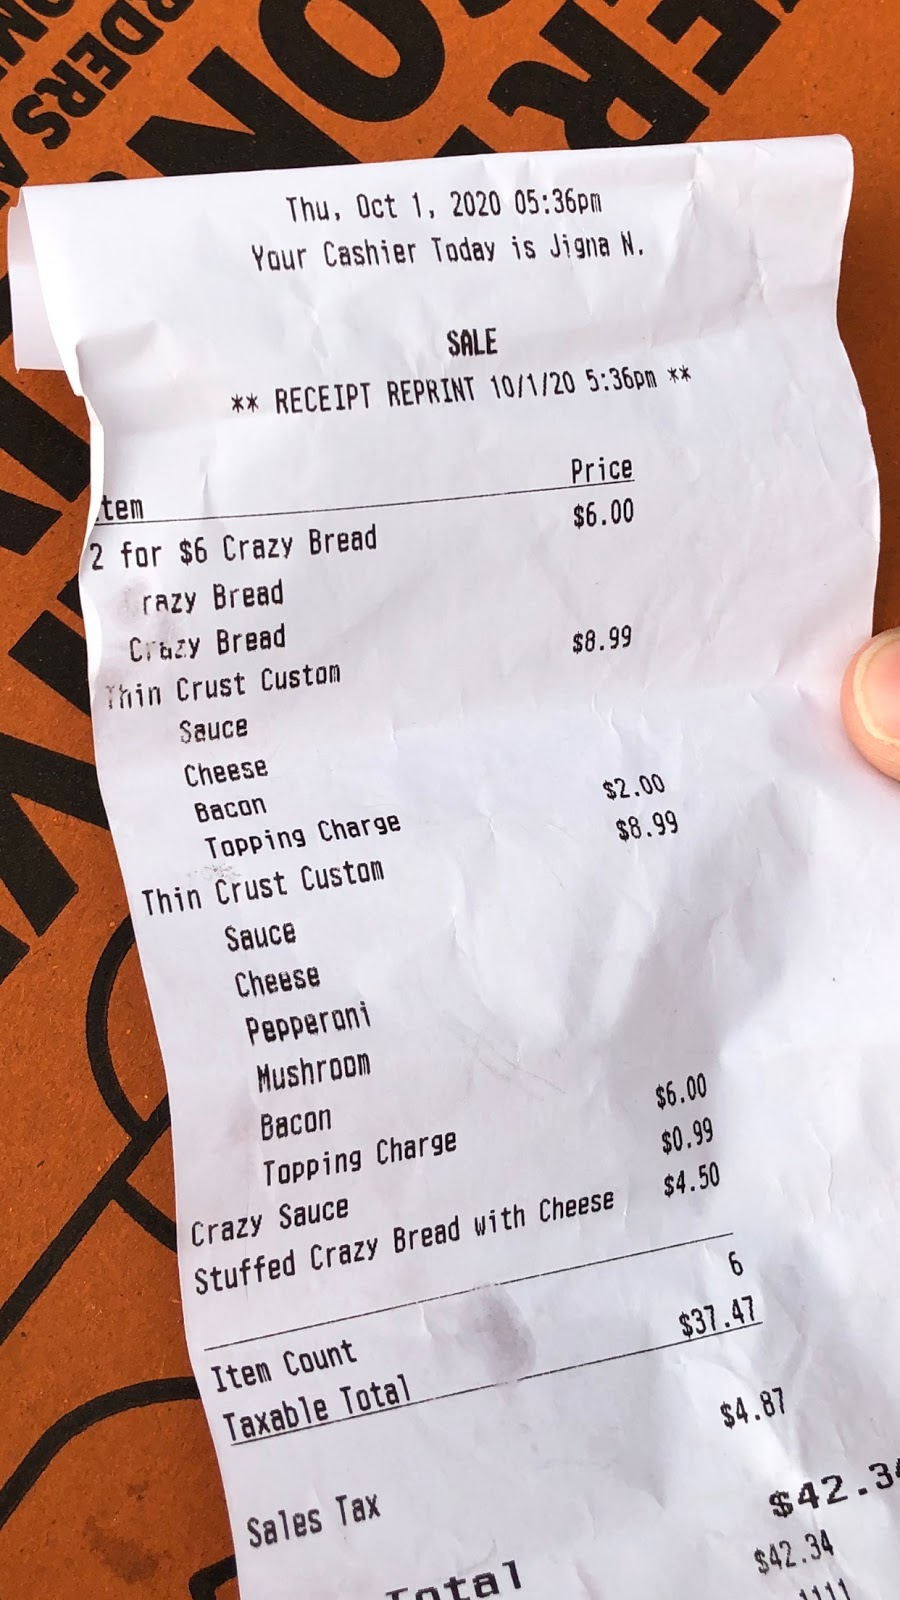 Thu, Oct 1, 2020 05:36pm
Your Cashier Today is Jigna N.
SALE
** RECEIPT REPRINT 10/1/20 5:36pm **
tem Price
2 for $6 Crazy Bread $6.00
razy Bread
Crazy Bread
Thin Crust Custom $8.99
Sauce
Cheese
Bacon
Topping Charge $2.00
Thin Crust Custom $8.99
Sauce
Cheese
Pepperoni
Mushroom
Bacon
Topping Charge $6.00
Crazy Sauce $0.99
Stuffed Crazy Bread with Cheese $4.50
Item Count 6
Taxable Total $37.47
Sales Tax $4.87
Total $42.34
$42.34
1111